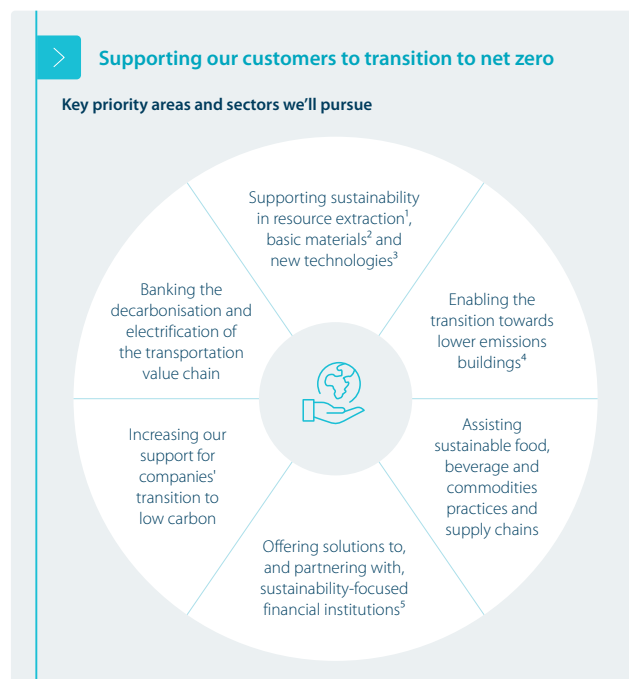 Supporting our customers to transition to net zero
Key priority areas and sectors we’ll pursue
Supporting sustainability
in resource extraction¹,
basic materials² and
new technologies³
Enabling the
transition towards
lower emissions
buildings⁴
Assisting
sustainable food,
beverage and
commodities
practices and
supply chains
Offering solutions to,
and partnering with,
sustainability-focused
financial institutions⁵
Increasing our
support for
companies'
transition to
low carbon
Banking the
decarbonisation and
electrification of
the transportation
value chain